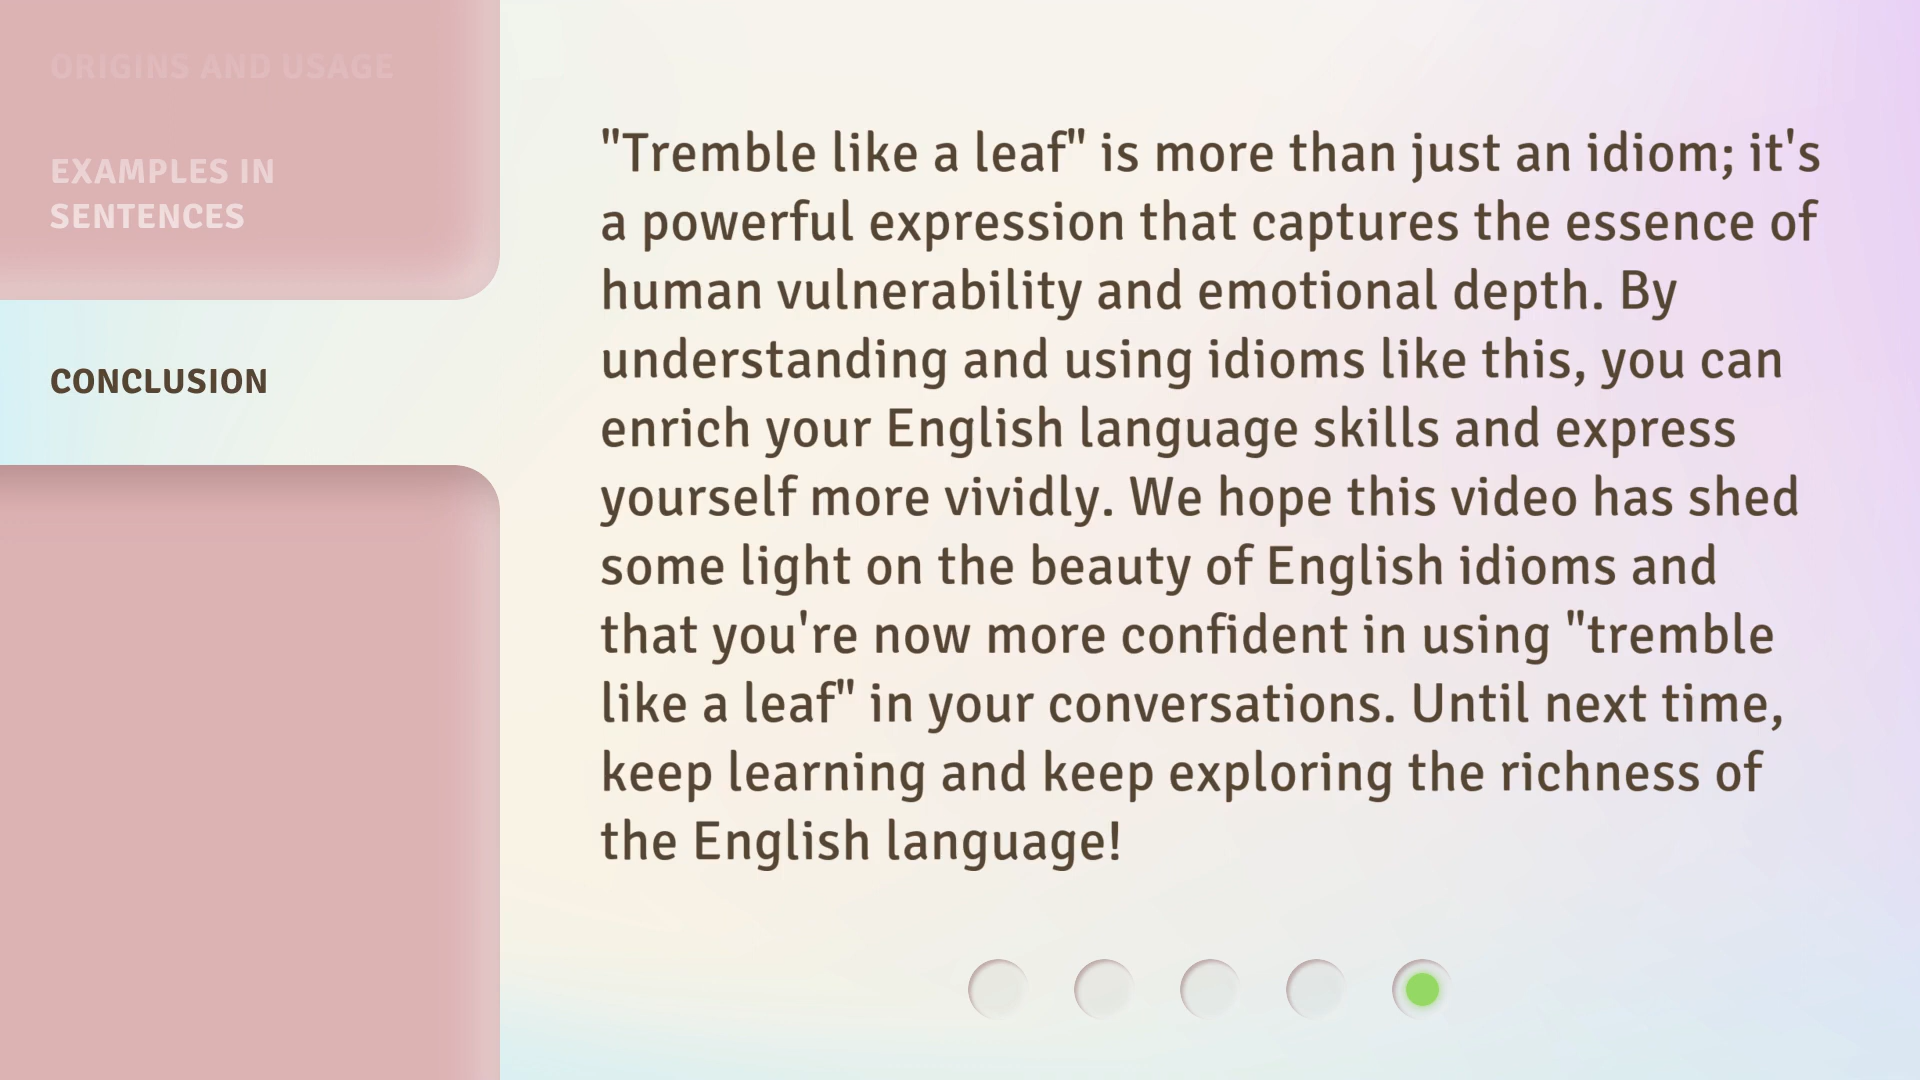 ORIGINS AND USAGE
EXAMPLES IN
SENTENCES
CONCLUSION
"Tremble like a leaf" is more than just an idiom; it's
a powerful expression that captures the essence of
human vulnerability and emotional depth. By
understanding and using idioms like this, you can
enrich your English language skills and express
yourself more vividly. We hope this video has shed
some light on the beauty of English idioms and
that you're now more confident in using "tremble
like a leaf" in your conversations. Until next time,
keep learning and keep exploring the richness of
the English language!